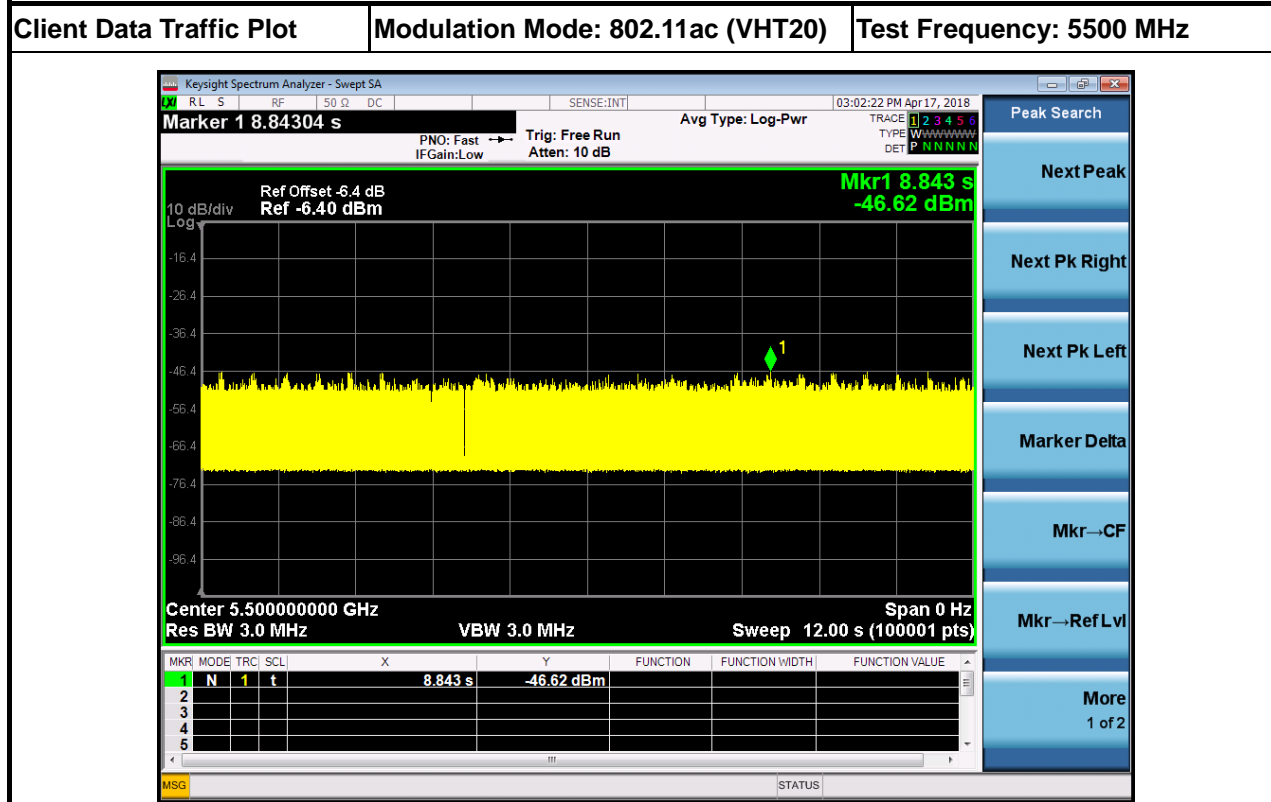 Client Data Traffic Plot Modulation Mode: 802.11ac (VHT20) Test Frequency: 5500 MHz
Keysight Spectrum Analyzer - Swept SA
LXI RL S RF 50 Ω DC SENSE:INT 03:02:22 PM Apr 17, 2018
Marker 1 8.84304 s
PNO: Fast
IFGain:Low
Trig: Free Run
Atten: 10 dB
Avg Type: Log-Pwr
TRACE 1 2 3 4 5 6
TYPE WWWWWW
DET P N N N N N
Peak Search
Next Peak
Next Pk Right
Next Pk Left
Marker Delta
Mkr→CF
Mkr→Ref Lvl
More
1 of 2
Ref Offset -6.4 dB
10 dB/div Ref -6.40 dBm
Log
Mkr1 8.843 s
-46.62 dBm
-16.4
-26.4
-36.4
-46.4
-56.4
-66.4
-76.4
-86.4
-96.4
1
Center 5.500000000 GHz Span 0 Hz
Res BW 3.0 MHz VBW 3.0 MHz Sweep 12.00 s (100001 pts)
MKR MODE TRC SCL X Y FUNCTION FUNCTION WIDTH FUNCTION VALUE
1 N 1 t 8.843 s -46.62 dBm
2
3
4
5
MSG STATUS